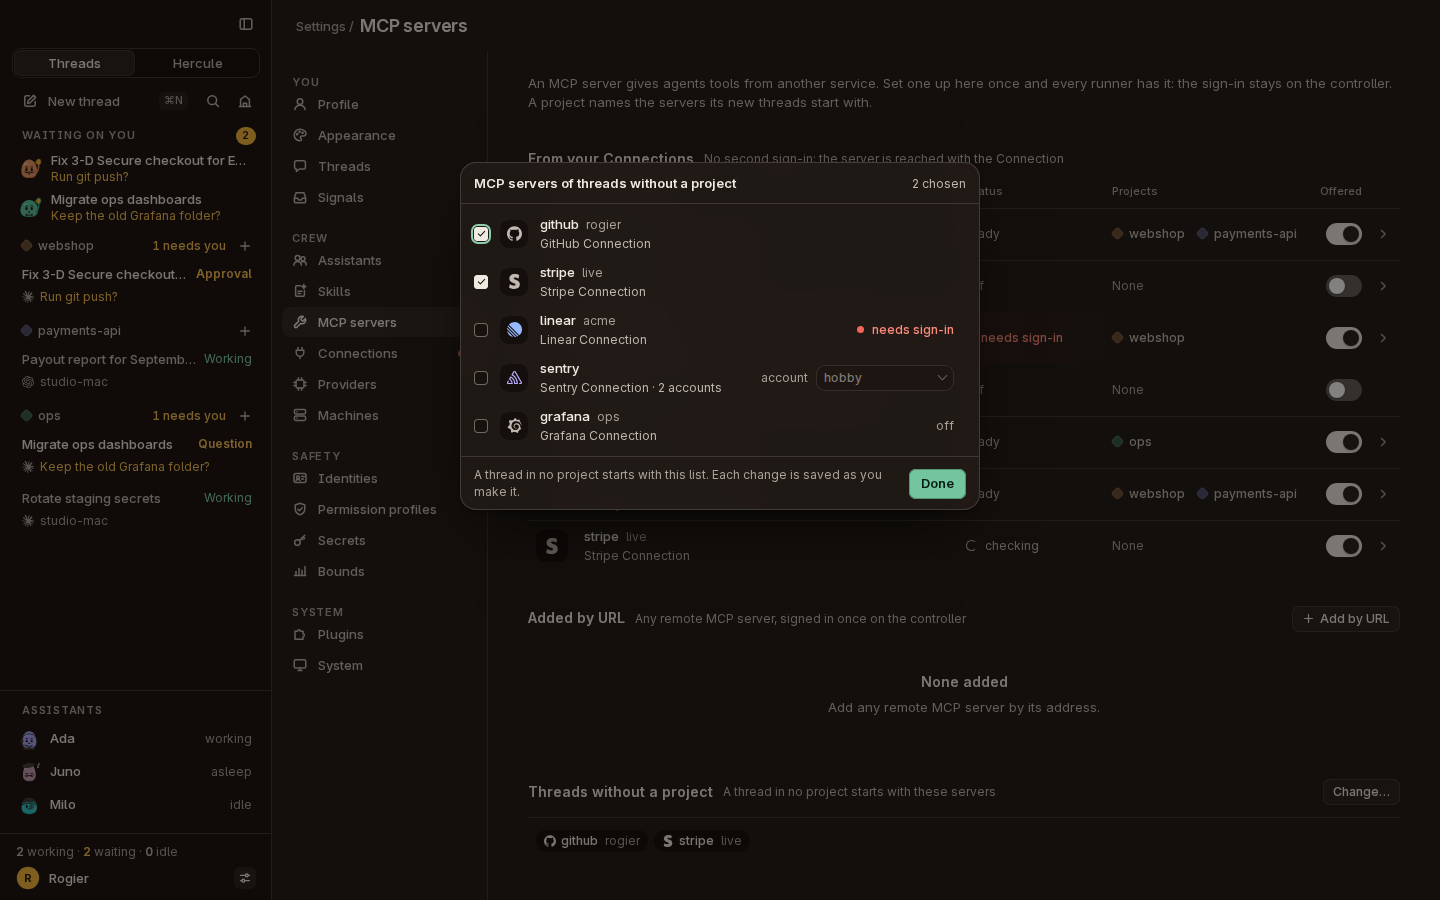 Threads
Hercule
New thread
⌘N
WAITING ON YOU
2
Fix 3-D Secure checkout for E…
Run git push?
Migrate ops dashboards
Keep the old Grafana folder?
webshop
1 needs you
Fix 3-D Secure checkout…
Approval
Run git push?
payments-api
Payout report for Septemb…
Working
studio-mac
ops
1 needs you
Migrate ops dashboards
Question
Keep the old Grafana folder?
Rotate staging secrets
Working
studio-mac
ASSISTANTS
Ada
working
Juno
asleep
Milo
idle
2 working · 2 waiting · 0 idle
R
Rogier
Settings / MCP servers
YOU
Profile
Appearance
Threads
Signals
CREW
Assistants
Skills
MCP servers
Connections
Providers
Machines
SAFETY
Identities
Permission profiles
Secrets
Bounds
SYSTEM
Plugins
System
An MCP server gives agents tools from another service. Set one up here once and every runner has it: the sign-in stays on the controller.
A project names the servers its new threads start with.
From your Connections
No second sign-in: the server is reached with the Connection
Projects
Offered
webshop
payments-api
None
needs sign-in
webshop
None
ops
webshop
payments-api
stripe live
Stripe Connection
checking
None
MCP servers of threads without a project
2 chosen
github rogier
GitHub Connection
stripe live
Stripe Connection
linear acme
Linear Connection
needs sign-in
sentry
Sentry Connection · 2 accounts
account
hobby
grafana ops
Grafana Connection
off
A thread in no project starts with this list. Each change is saved as you
make it.
Done
Added by URL
Any remote MCP server, signed in once on the controller
Add by URL
None added
Add any remote MCP server by its address.
Threads without a project
A thread in no project starts with these servers
Change…
github rogier
stripe live